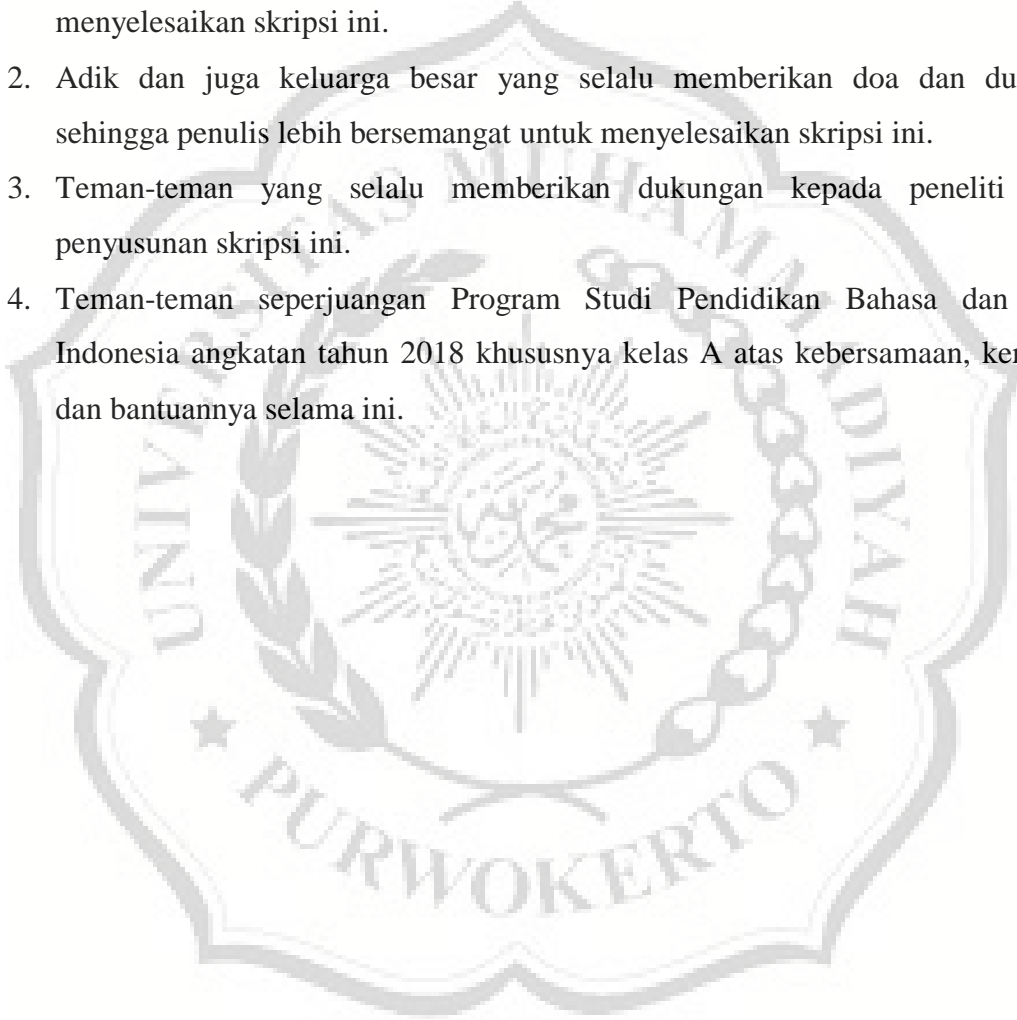 menyelesaikan skripsi ini.
2. Adik dan juga keluarga besar yang selalu memberikan doa dan du
sehingga penulis lebih bersemangat untuk menyelesaikan skripsi ini.
3. Teman-teman yang selalu memberikan dukungan kepada peneliti
penyusunan skripsi ini.
4. Teman-teman seperjuangan Program Studi Pendidikan Bahasa dan
Indonesia angkatan tahun 2018 khususnya kelas A atas kebersamaan,
dan bantuannya selama ini.
UNIVERSITAS MUHAMMADIYAH
PURWOKERTO